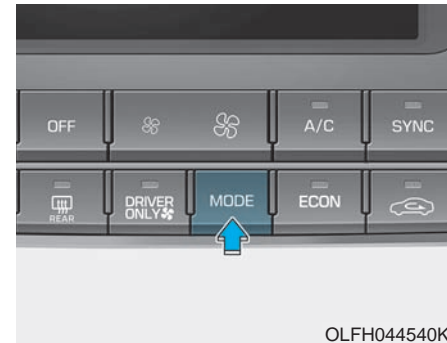 OFF
A/C
SYNC
REAR
DRIVER
ONLY
MODE
ECON
OLFH044540K